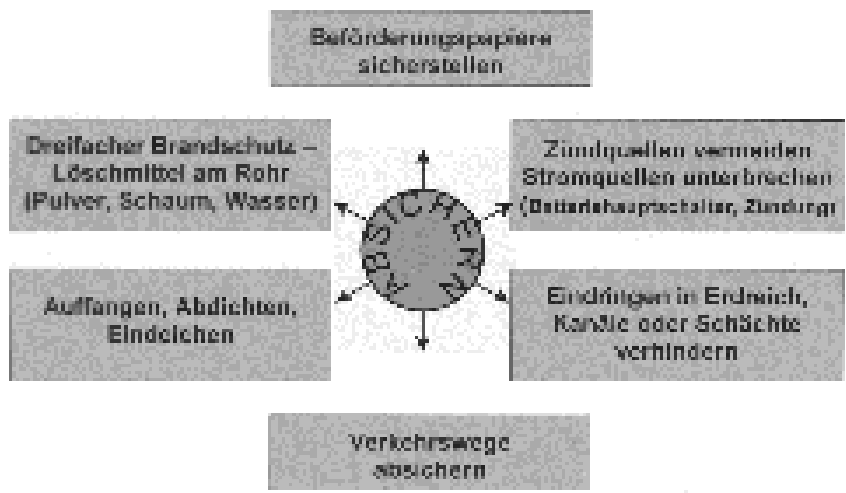 Beförderungspapiere
sicherstellen
Dreifacher Brandschutz –
Löschmittel am Rohr
(Pulver, Schaum, Wasser)
Zündquellen vermeiden
Stromquellen unterbrechen
(Batteriehauptschalter, Zündung)
ABSICHERN
Auffangen, Abdichten,
Eindeichen
Eindringen in Erdreich,
Kanäle oder Schächte
verhindern
Verkehrswege
absichern